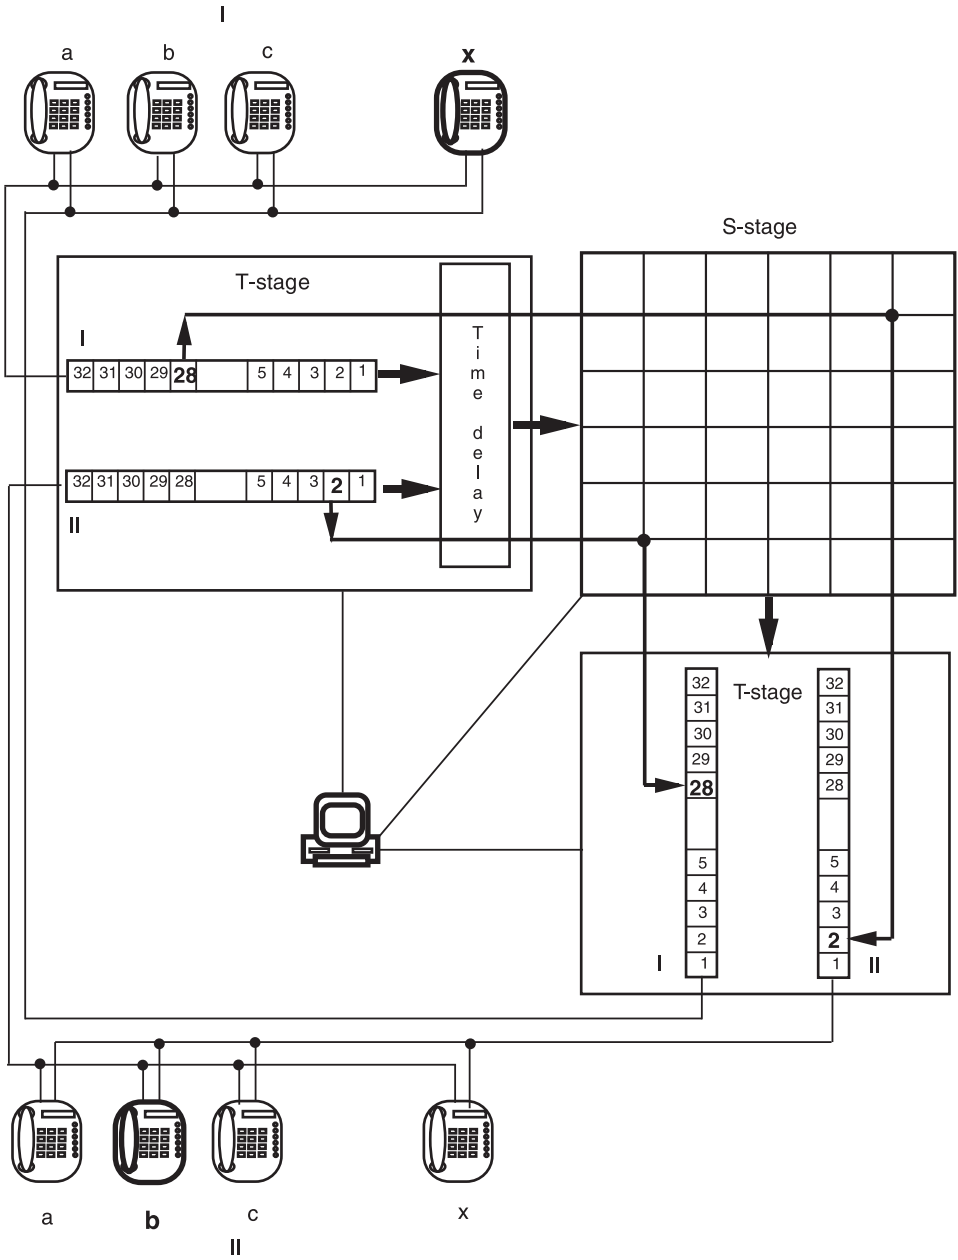 I
a b c x
S-stage
T-stage
I
Time delay
32 31 30 29 28 5 4 3 2 1
32 31 30 29 28 5 4 3 2 1
II
T-stage
32 32
31 31
30 30
29 29
28 28
5 5
4 4
3 3
2 2
1 1
I II
a b c x
II